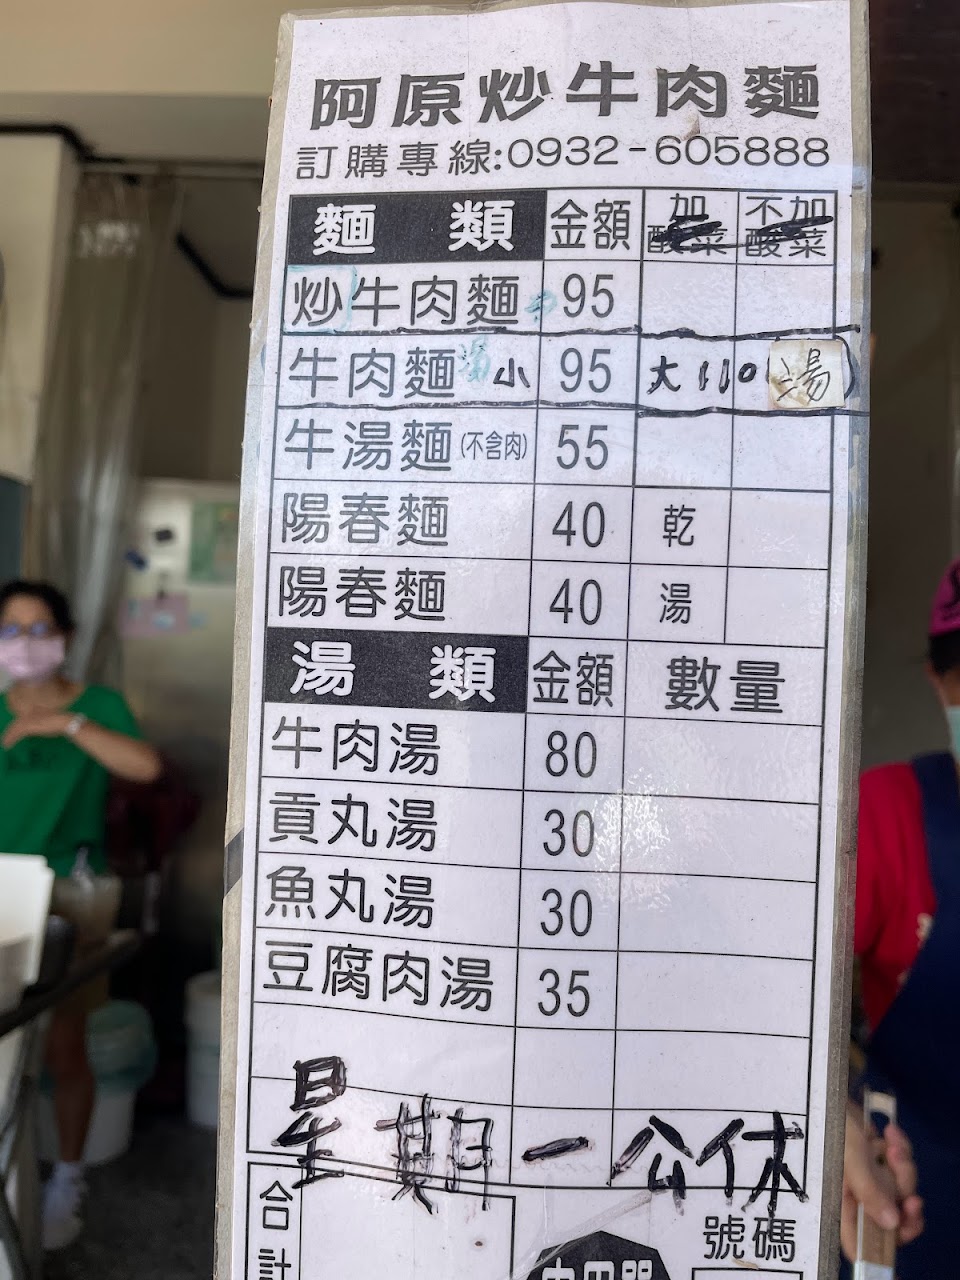 阿原炒牛肉麵
訂購專線:0932-605888
麵 類 金額 加酸菜 不加酸菜
炒牛肉麵 95
牛肉麵 湯 小 95 大110(湯)
牛湯麵(不含肉) 55
陽春麵 40 乾
陽春麵 40 湯
湯 類 金額 數量
牛肉湯 80
貢丸湯 30
魚丸湯 30
豆腐肉湯 35
星期一公休
合計
號碼